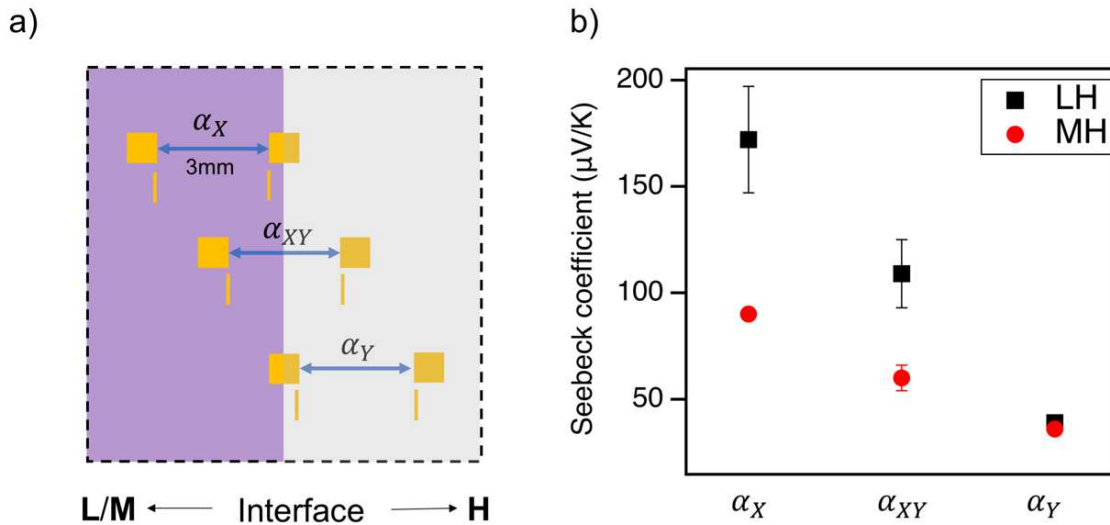 a)
α_X
3mm
α_XY
α_Y
L/M Interface H
b)
Seebeck coefficient (μV/K)
200
150
100
50
LH
MH
α_X α_XY α_Y